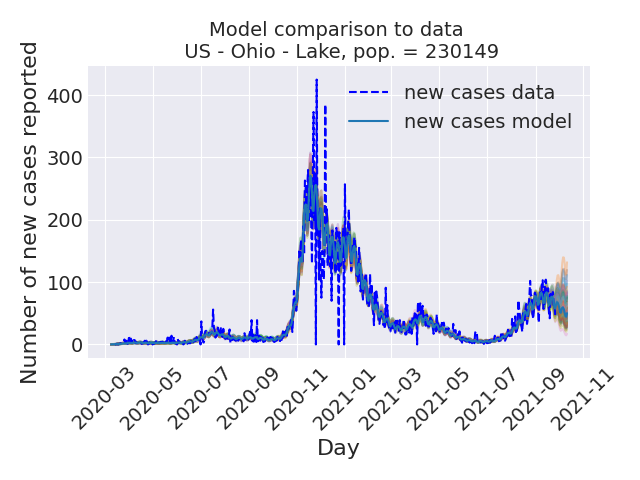 Model comparison to data
US - Ohio - Lake, pop. = 230149
Number of new cases reported
400
300
200
100
0
new cases data
new cases model
2020-03
2020-05
2020-07
2020-09
2020-11
2021-01
2021-03
2021-05
2021-07
2021-09
2021-11
Day